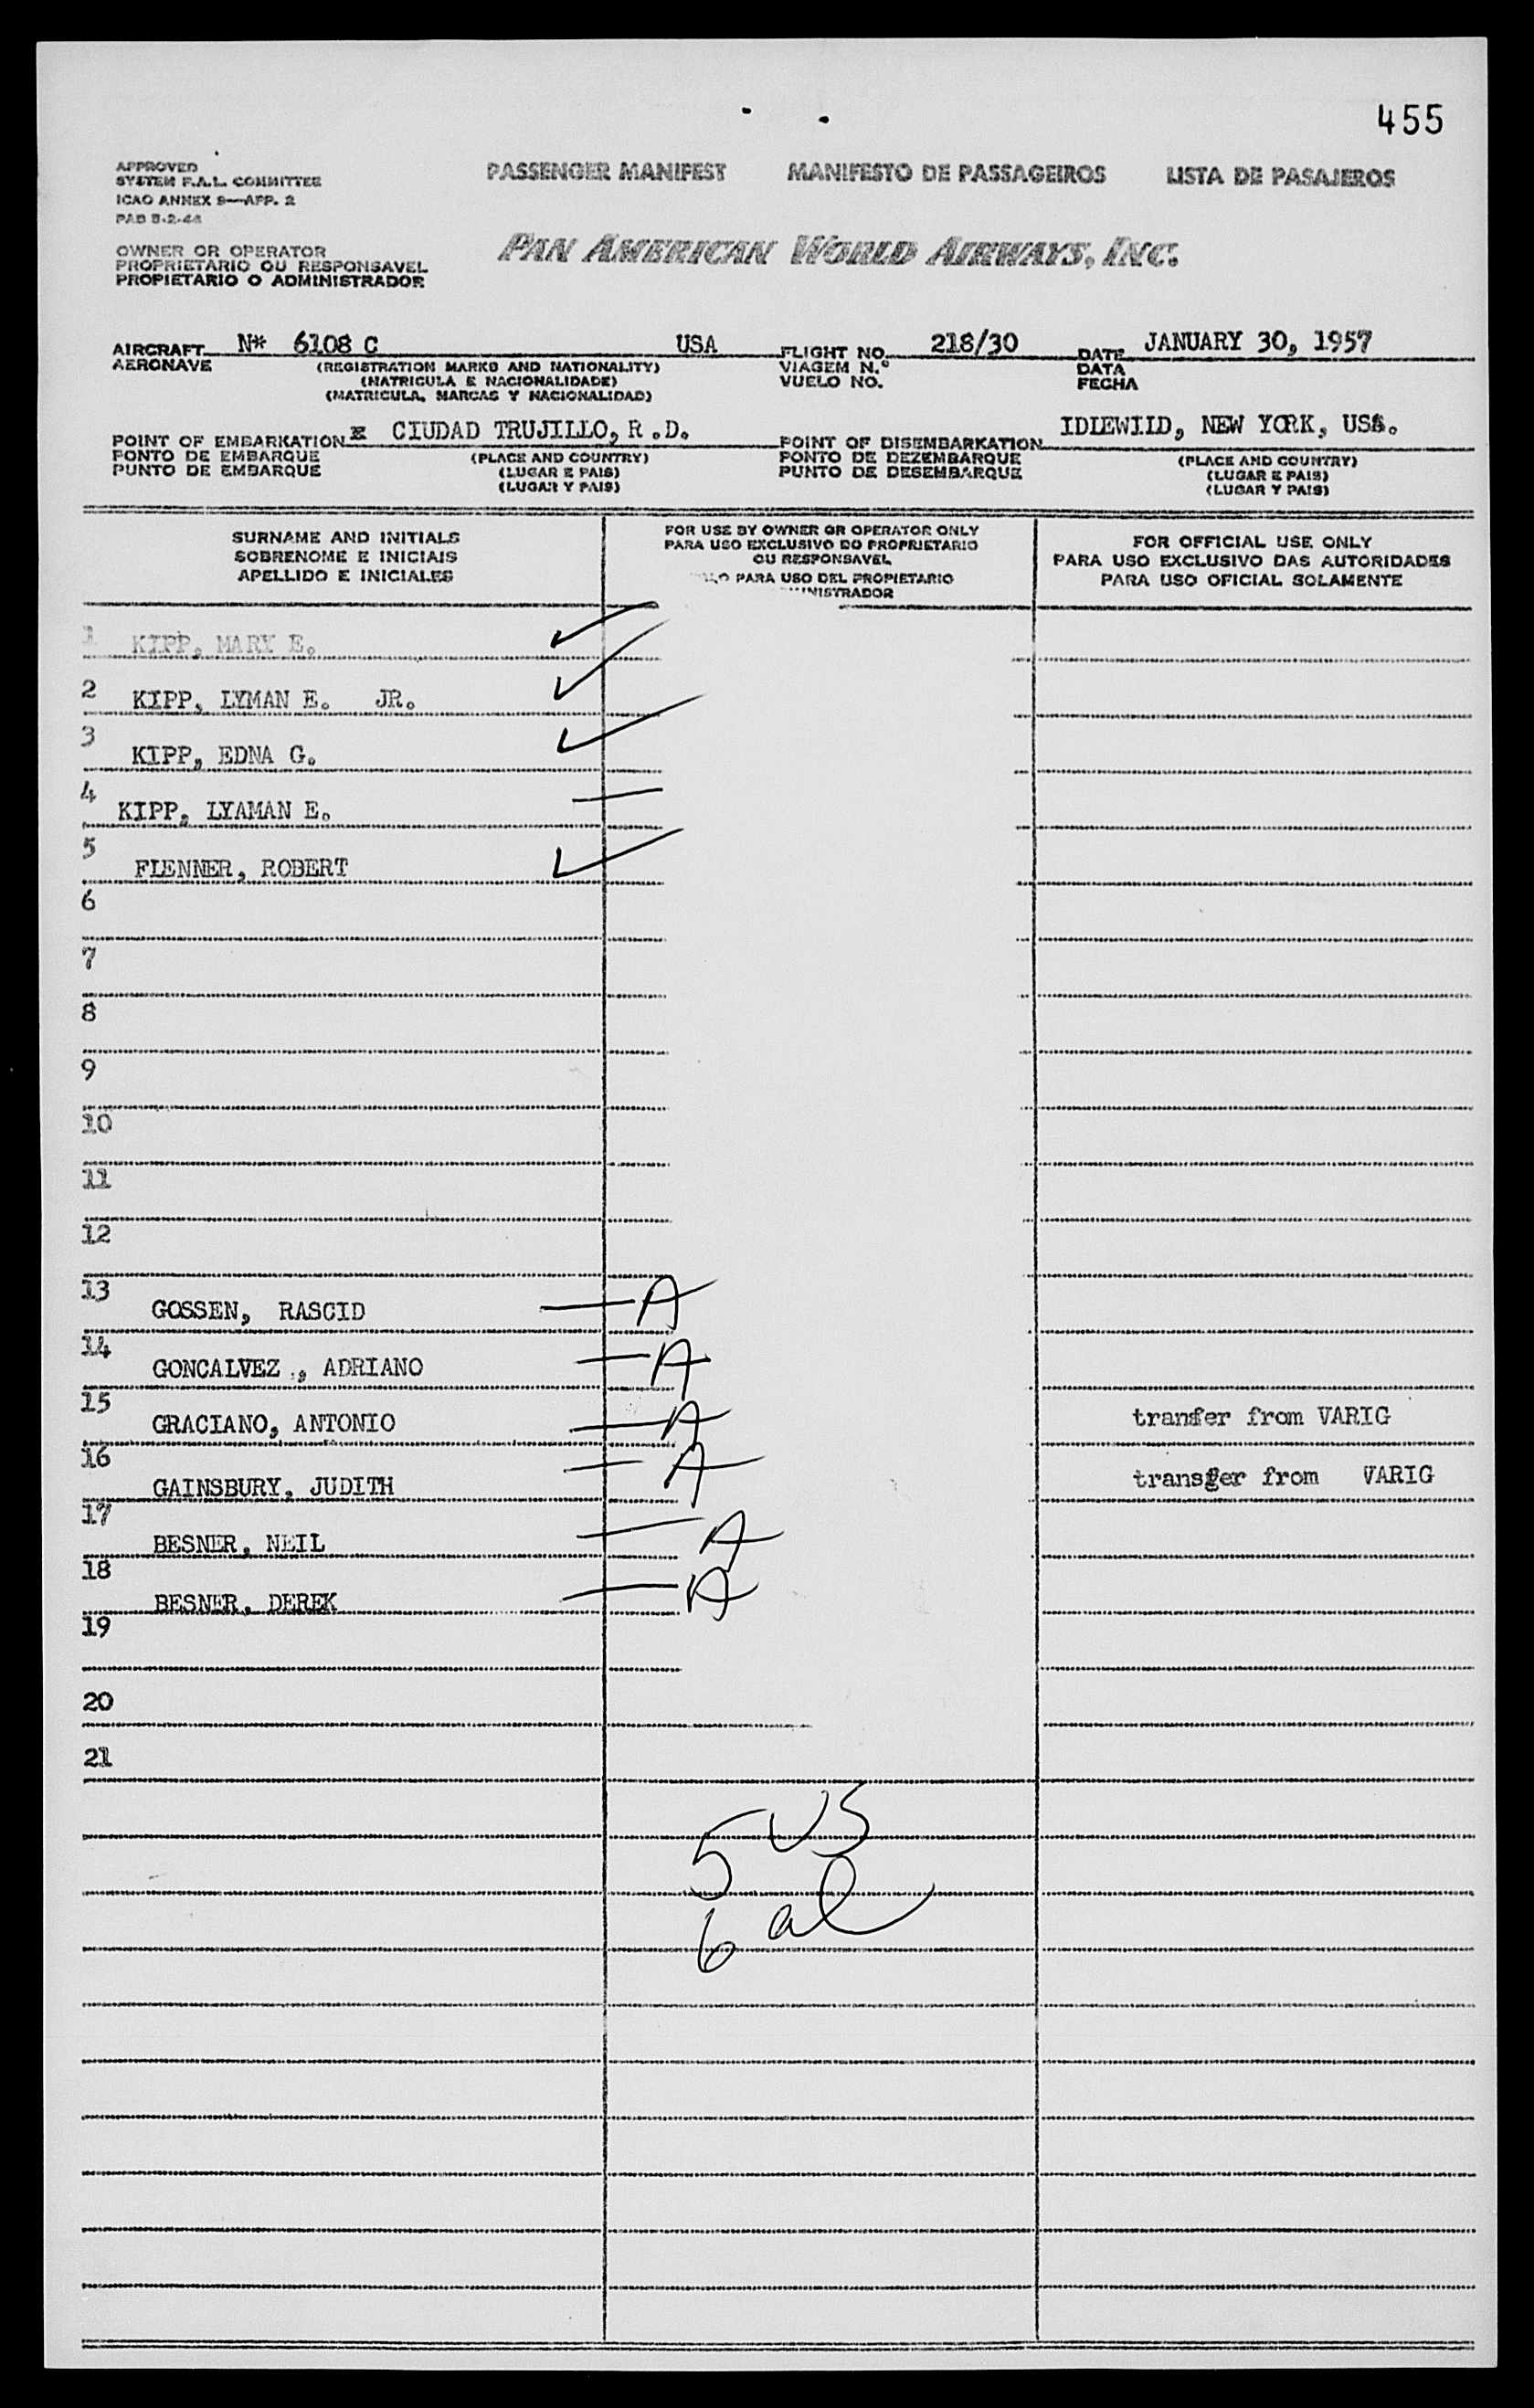 455
APPROVED
SYSTEM F.A.L. COMMITTEE
ICAO ANNEX 9—APP. 2
PASSENGER MANIFEST MANIFESTO DE PASSAGEIROS LISTA DE PASAJEROS
OWNER OR OPERATOR
PROPRIETARIO OU RESPONSAVEL
PROPIETARIO O ADMINISTRADOR
PAN AMERICAN WORLD AIRWAYS, INC.
AIRCRAFT N* 6108 C USA FLIGHT NO. 218/30 DATE JANUARY 30, 1957
AERONAVE (REGISTRATION MARKS AND NATIONALITY) VIAGEM N.º DATA
(MATRICULA E NACIONALIDADE) VUELO NO. FECHA
(MATRICULA, MARCAS Y NACIONALIDAD)
POINT OF EMBARKATION CIUDAD TRUJILLO, R .D. POINT OF DISEMBARKATION IDLEWILD, NEW YORK, USA.
PONTO DE EMBARQUE (PLACE AND COUNTRY) PONTO DE DEZEMBARQUE (PLACE AND COUNTRY)
PUNTO DE EMBARQUE (LUGAR E PAIS) PUNTO DE DESEMBARQUE (LUGAR E PAIS)
(LUGAR Y PAIS) (LUGAR Y PAIS)
SURNAME AND INITIALS
SOBRENOME E INICIAIS
APELLIDO E INICIALES
FOR USE BY OWNER OR OPERATOR ONLY
PARA USO EXCLUSIVO DO PROPRIETARIO
OU RESPONSAVEL
PARA USO DEL PROPIETARIO
FOR OFFICIAL USE ONLY
PARA USO EXCLUSIVO DAS AUTORIDADES
PARA USO OFICIAL SOLAMENTE
1 KIPP, MARY E. ✓
2 KIPP, LYMAN E. JR. ✓
3 KIPP, EDNA G. ✓
4 KIPP, LYAMAN E. —
5 FLENNER, ROBERT ✓
6
7
8
9
10
11
12
13 GOSSEN, RASCID — A
14 GONCALVEZ , ADRIANO — A
15 GRACIANO, ANTONIO — A transfer from VARIG
16 GAINSBURY, JUDITH — A transger from VARIG
17 BESNER, NEIL — A
18 BESNER, DEREK — A
19
20
21
5 US
6 al